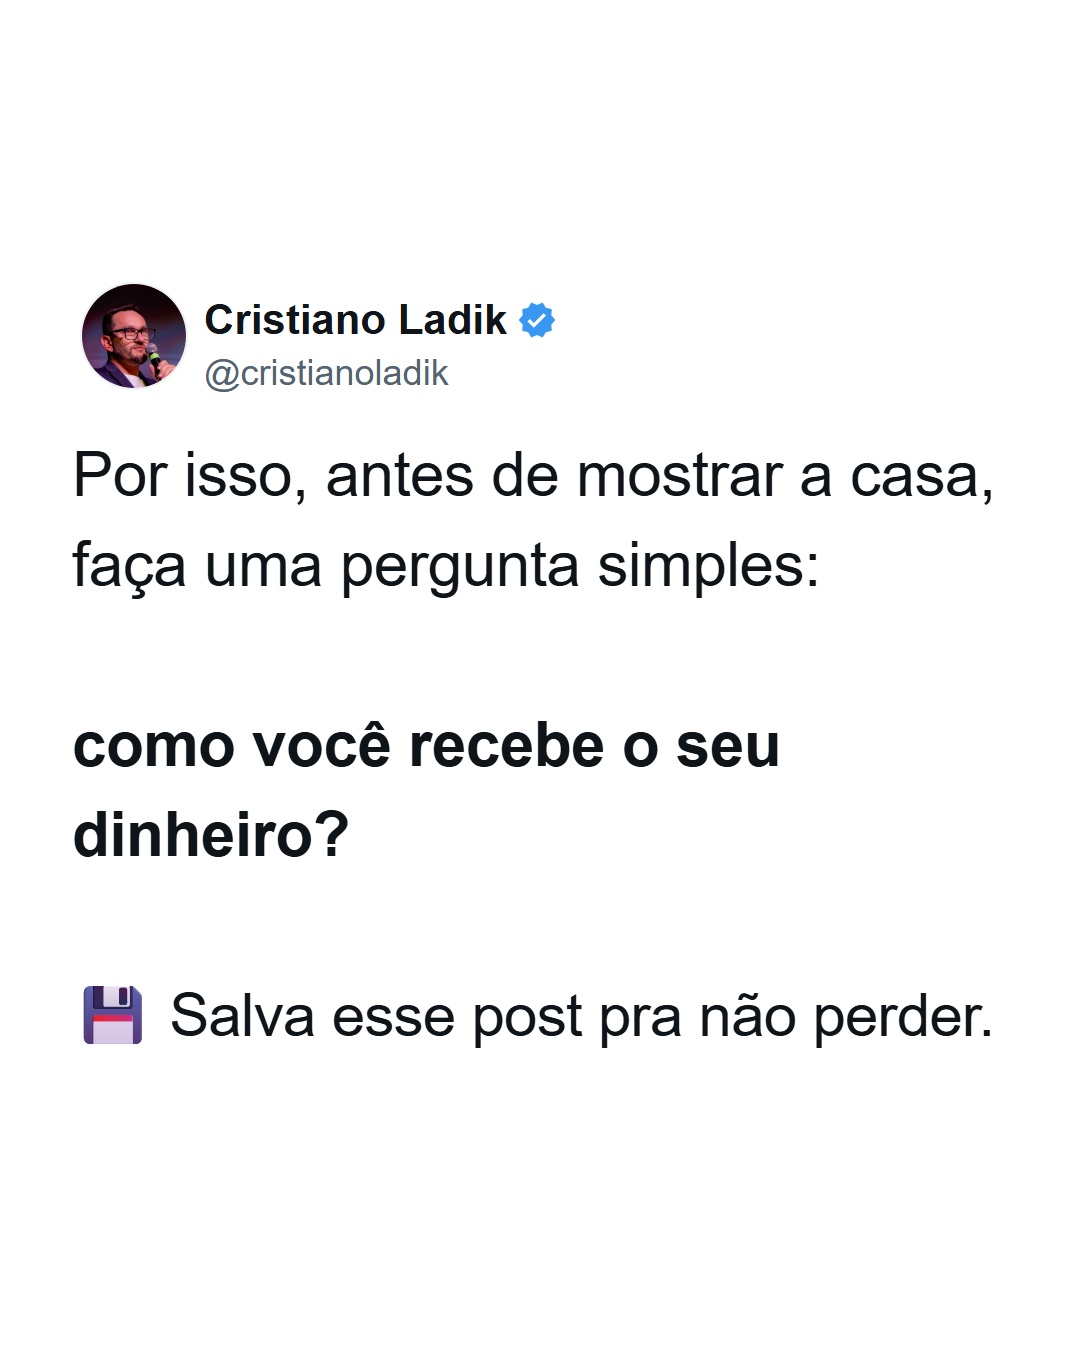 Cristiano Ladik
@cristianoladik
Por isso, antes de mostrar a casa,
faça uma pergunta simples:
como você recebe o seu
dinheiro?
Salva esse post pra não perder.